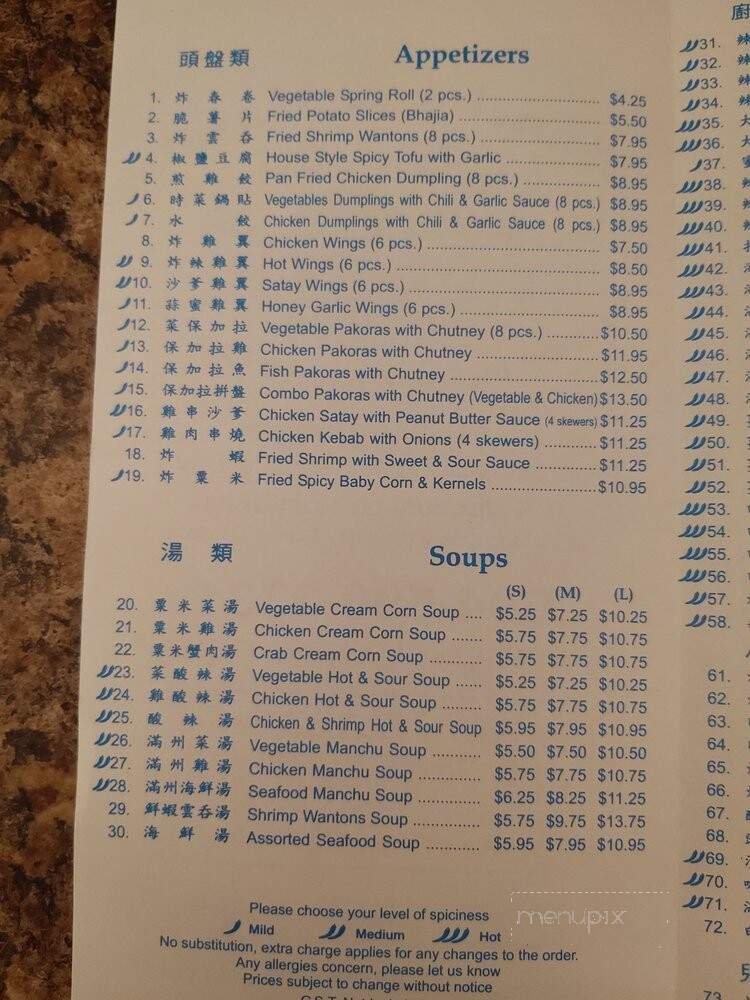 頭盤類 Appetizers
1. 炸春卷 Vegetable Spring Roll (2 pcs.) $4.25
2. 脆薯片 Fried Potato Slices (Bhajia) $5.50
3. 炸雲吞 Fried Shrimp Wantons (8 pcs.) $7.95
4. 椒鹽豆腐 House Style Spicy Tofu with Garlic $7.95
5. 煎雞餃 Pan Fried Chicken Dumpling (8 pcs.) $8.95
6. 時菜鍋貼 Vegetables Dumplings with Chili & Garlic Sauce (8 pcs.) $8.95
7. 水餃 Chicken Dumplings with Chili & Garlic Sauce (8 pcs.) $8.95
8. 炸雞翼 Chicken Wings (6 pcs.) $7.50
9. 炸辣雞翼 Hot Wings (6 pcs.) $8.50
10. 沙爹雞翼 Satay Wings (6 pcs.) $8.95
11. 蒜蜜雞翼 Honey Garlic Wings (6 pcs.) $8.95
12. 菜保加拉 Vegetable Pakoras with Chutney (8 pcs.) $10.50
13. 保加拉雞 Chicken Pakoras with Chutney $11.95
14. 保加拉魚 Fish Pakoras with Chutney $12.50
15. 保加拉拼盤 Combo Pakoras with Chutney (Vegetable & Chicken) $13.50
16. 雞串沙爹 Chicken Satay with Peanut Butter Sauce (4 skewers) $11.25
17. 雞肉串燒 Chicken Kebab with Onions (4 skewers) $11.25
18. 炸蝦 Fried Shrimp with Sweet & Sour Sauce $11.25
19. 炸粟米 Fried Spicy Baby Corn & Kernels $10.95
湯類 Soups
(S) (M) (L)
20. 粟米菜湯 Vegetable Cream Corn Soup .... $5.25 $7.25 $10.25
21. 粟米雞湯 Chicken Cream Corn Soup $5.75 $7.75 $10.75
22. 粟米蟹肉湯 Crab Cream Corn Soup $5.75 $7.75 $10.75
23. 菜酸辣湯 Vegetable Hot & Sour Soup $5.25 $7.25 $10.25
24. 雞酸辣湯 Chicken Hot & Sour Soup $5.75 $7.75 $10.75
25. 酸辣湯 Chicken & Shrimp Hot & Sour Soup $5.95 $7.95 $10.95
26. 滿州菜湯 Vegetable Manchu Soup $5.50 $7.50 $10.50
27. 滿州雞湯 Chicken Manchu Soup $5.75 $7.75 $10.75
28. 滿州海鮮湯 Seafood Manchu Soup $6.25 $8.25 $11.25
29. 鮮蝦雲吞湯 Shrimp Wantons Soup $5.75 $9.75 $13.75
30. 海鮮湯 Assorted Seafood Soup $5.95 $7.95 $10.95
Please choose your level of spiciness
Mild Medium Hot
No substitution, extra charge applies for any changes to the order.
Any allergies concern, please let us know
Prices subject to change without notice
menupix
廚
31. 辣
32.
33.
34.
35.
36.
37.
38.
39.
40.
41.
42.
43.
44.
45.
46.
47.
48.
49.
50.
51.
52.
53.
54.
55.
56.
57.
58.
61.
62.
63.
64.
65.
66.
67.
68.
69.
70.
71.
72.
73